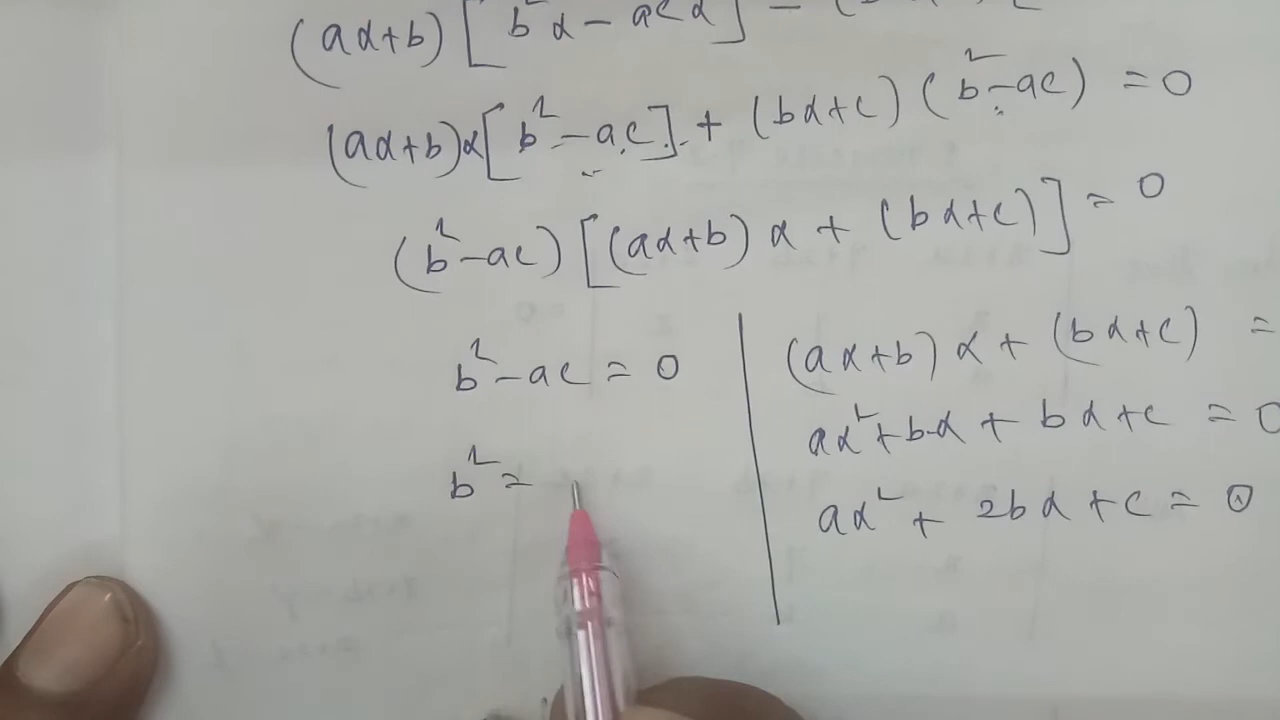 (aα+b) [b²α - acα] -
(aα+b)α[b² - ac] + (bα+c) (b² - ac) = 0
(b² - ac) [(aα+b) α + (bα+c)] = 0
b² - ac = 0
b² =
(aα+b) α + (bα+c) =
aα² + bα + bα + c = 0
aα² + 2bα + c = 0